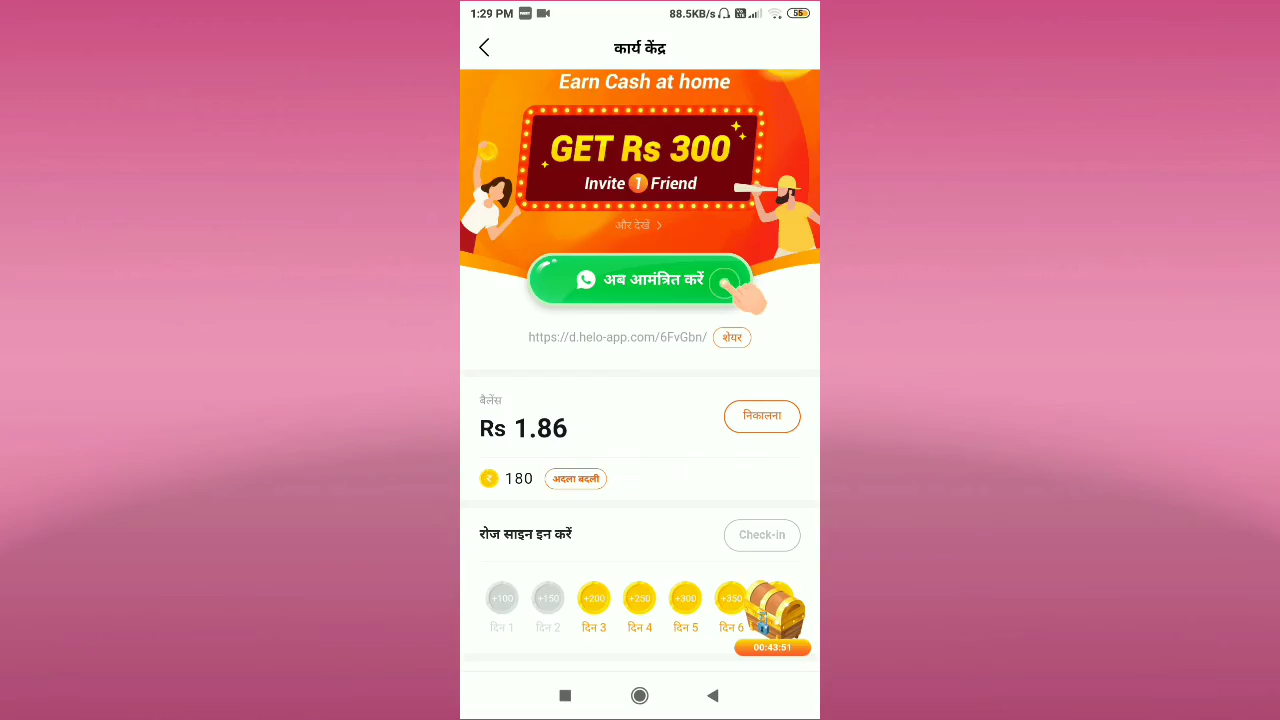 1:29 PM 88.5KB/s 55
कार्य केंद्र
Earn Cash at home
GET Rs 300
Invite 1 Friend
और देखें
अब आमंत्रित करें
https://d.helo-app.com/6FvGbn/ शेयर
बैलेंस
Rs 1.86
निकालना
180 अदला बदली
रोज साइन इन करें Check-in
+100 +150 +200 +250 +300 +350
दिन 1 दिन 2 दिन 3 दिन 4 दिन 5 दिन 6
00:43:51